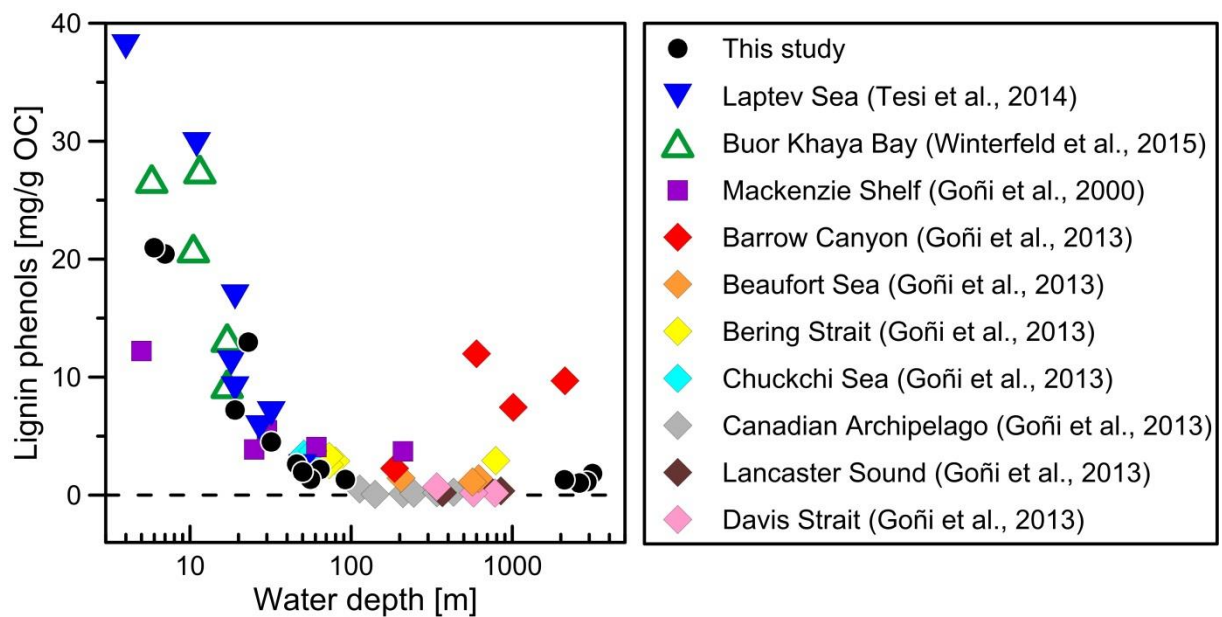 40
30
20
10
0
Lignin phenols [mg/g OC]
10
100
1000
Water depth [m]
This study
Laptev Sea (Tesi et al., 2014)
Buor Khaya Bay (Winterfeld et al., 2015)
Mackenzie Shelf (Goñi et al., 2000)
Barrow Canyon (Goñi et al., 2013)
Beaufort Sea (Goñi et al., 2013)
Bering Strait (Goñi et al., 2013)
Chuckchi Sea (Goñi et al., 2013)
Canadian Archipelago (Goñi et al., 2013)
Lancaster Sound (Goñi et al., 2013)
Davis Strait (Goñi et al., 2013)